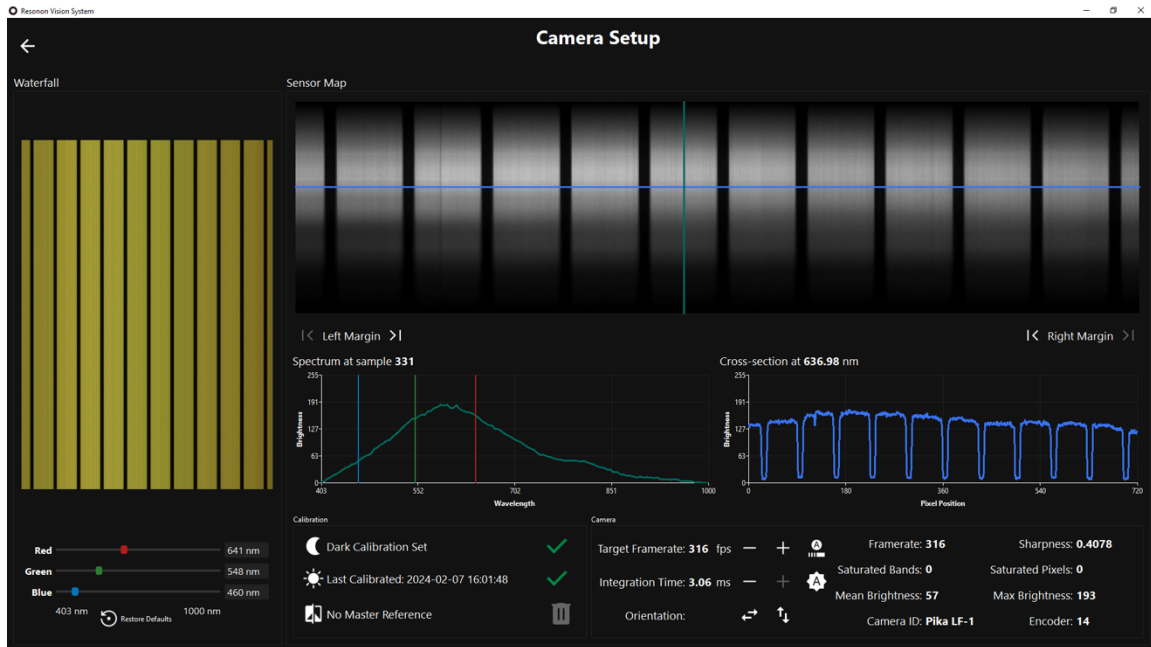 Resonon Vision System
Camera Setup
Waterfall
Sensor Map
Left Margin
Right Margin
Spectrum at sample 331
Cross-section at 636.98 nm
255
191
127
63
0
Brightness
403 552 702 851 1000
Wavelength
255
191
127
63
0
Brightness
0 180 360 540 720
Pixel Position
Red 641 nm
Green 548 nm
Blue 460 nm
403 nm Restore Defaults 1000 nm
Calibration
Dark Calibration Set
Last Calibrated: 2024-02-07 16:01:48
No Master Reference
Camera
Target Framerate: 316 fps
A
Integration Time: 3.06 ms
A
Orientation:
Framerate: 316
Sharpness: 0.4078
Saturated Bands: 0
Saturated Pixels: 0
Mean Brightness: 57
Max Brightness: 193
Camera ID: Pika LF-1
Encoder: 14